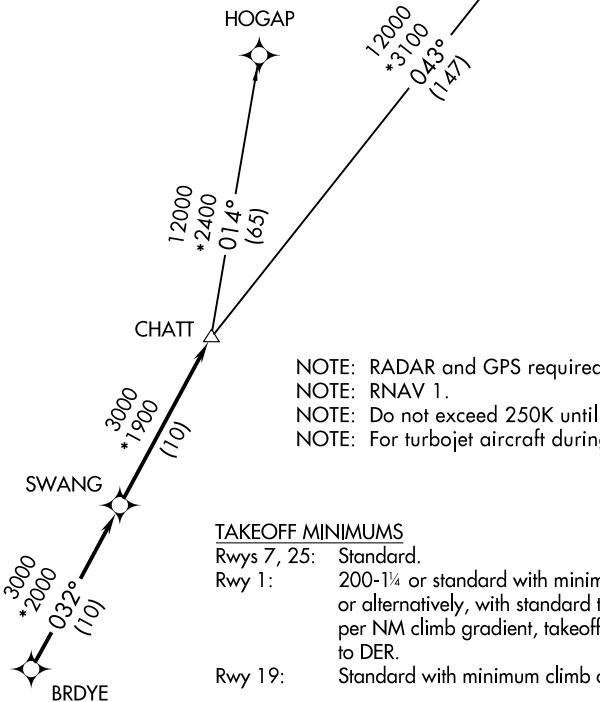 HOGAP
12000
*3100
043°
(147)
12000
*2400
014°
(65)
CHATT
NOTE: RADAR and GPS required
NOTE: RNAV 1.
NOTE: Do not exceed 250K until
NOTE: For turbojet aircraft during
3000
*1900
(10)
SWANG
3000
*2000
032°
(10)
BRDYE
TAKEOFF MINIMUMS
Rwys 7, 25: Standard.
Rwy 1: 200-1¼ or standard with minim
or alternatively, with standard t
per NM climb gradient, takeoff
to DER.
Rwy 19: Standard with minimum climb